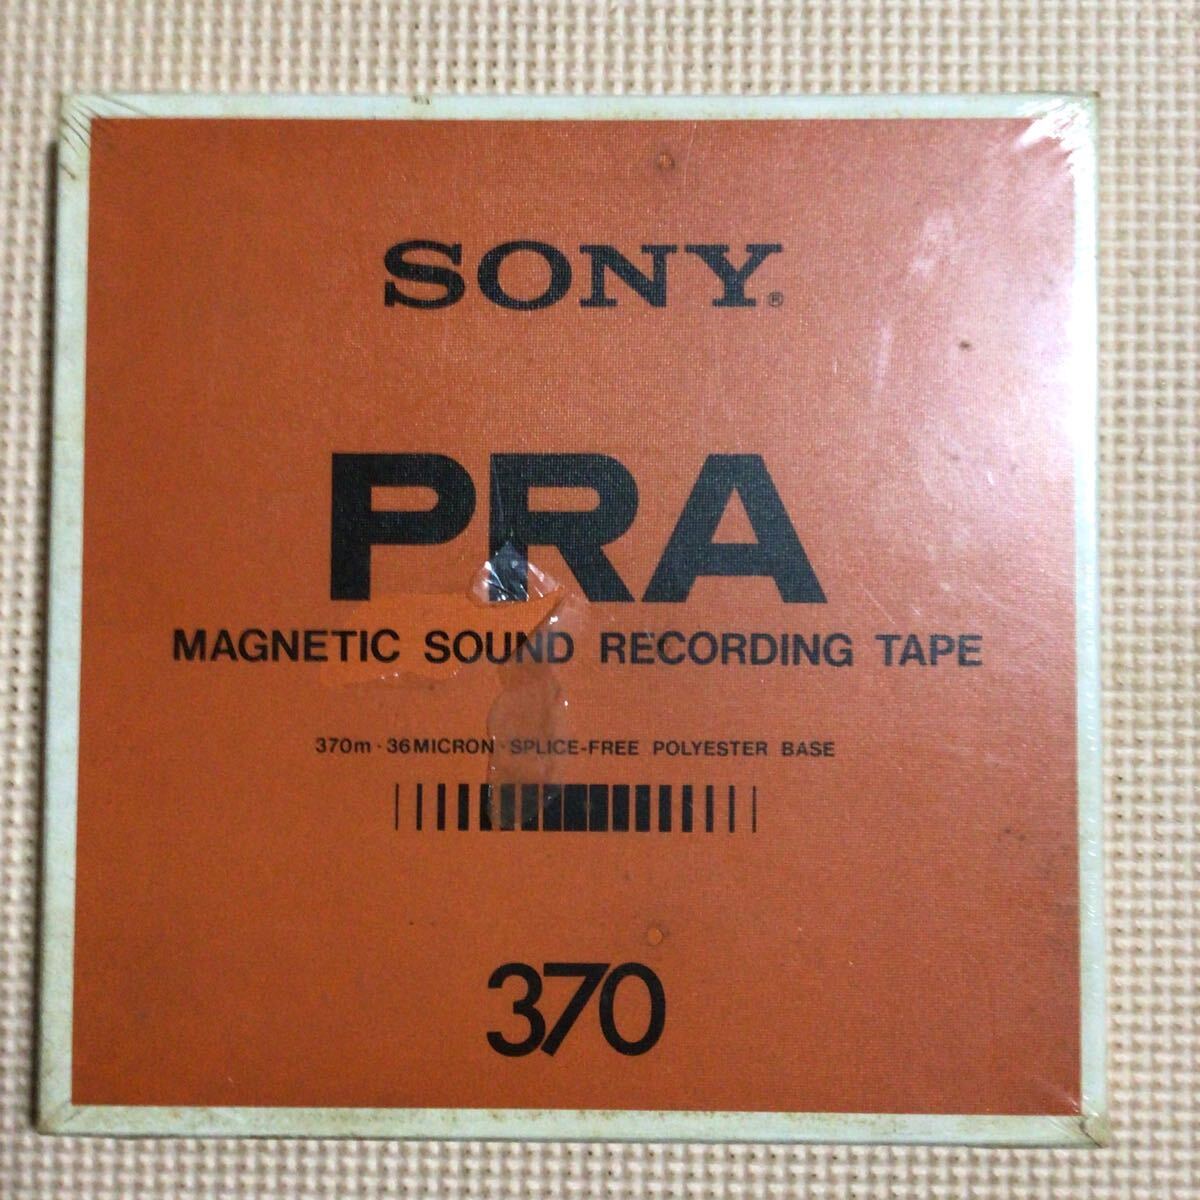 SONY®
PRA
MAGNETIC SOUND RECORDING TAPE
370m · 36MICRON · SPLICE-FREE POLYESTER BASE
370